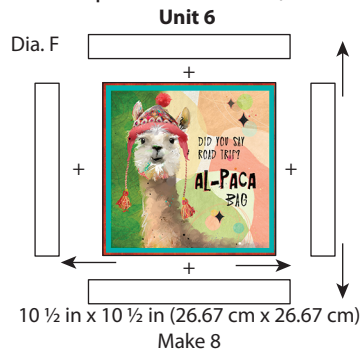 Unit 6
Dia. F
+
+
+
DID YOU SAY
ROAD TRIP?
AL-PACA
BAG
+
10 ½ in x 10 ½ in (26.67 cm x 26.67 cm)
Make 8